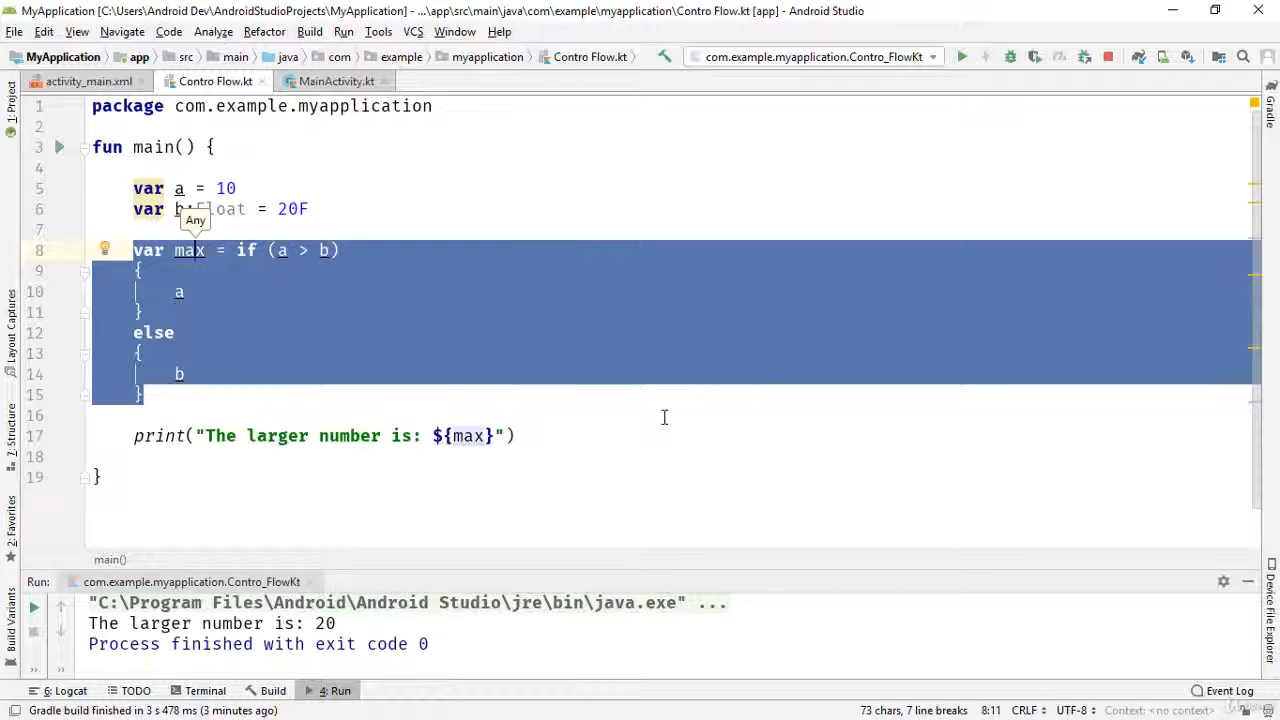 MyApplication [C:\Users\Android Dev\AndroidStudioProjects\MyApplication] - ...\app\src\main\java\com\example\myapplication\Contro Flow.kt [app] - Android Studio
File Edit View Navigate Code Analyze Refactor Build Run Tools VCS Window Help
MyApplication app src main java com example myapplication Contro Flow.kt com.example.myapplication.Contro_FlowKt
activity_main.xml Contro Flow.kt MainActivity.kt
1 package com.example.myapplication
2
3 fun main() {
4
5 var a = 10
6 var b:Float = 20F
Any
7
8 var max = if (a > b)
9 {
10 a
11 }
12 else
13 {
14 b
15 }
16
17 print("The larger number is: ${max}")
18
19 }
main()
1: Project
Layout Captures
7: Structure
2: Favorites
Build Variants
Gradle
Device File Explorer
Run: com.example.myapplication.Contro_FlowKt
"C:\Program Files\Android\Android Studio\jre\bin\java.exe" ...
The larger number is: 20
Process finished with exit code 0
6: Logcat TODO Terminal Build 4: Run Event Log
Gradle build finished in 3 s 478 ms (3 minutes ago) 73 chars, 7 line breaks 8:11 CRLF UTF-8 Context: <no context>